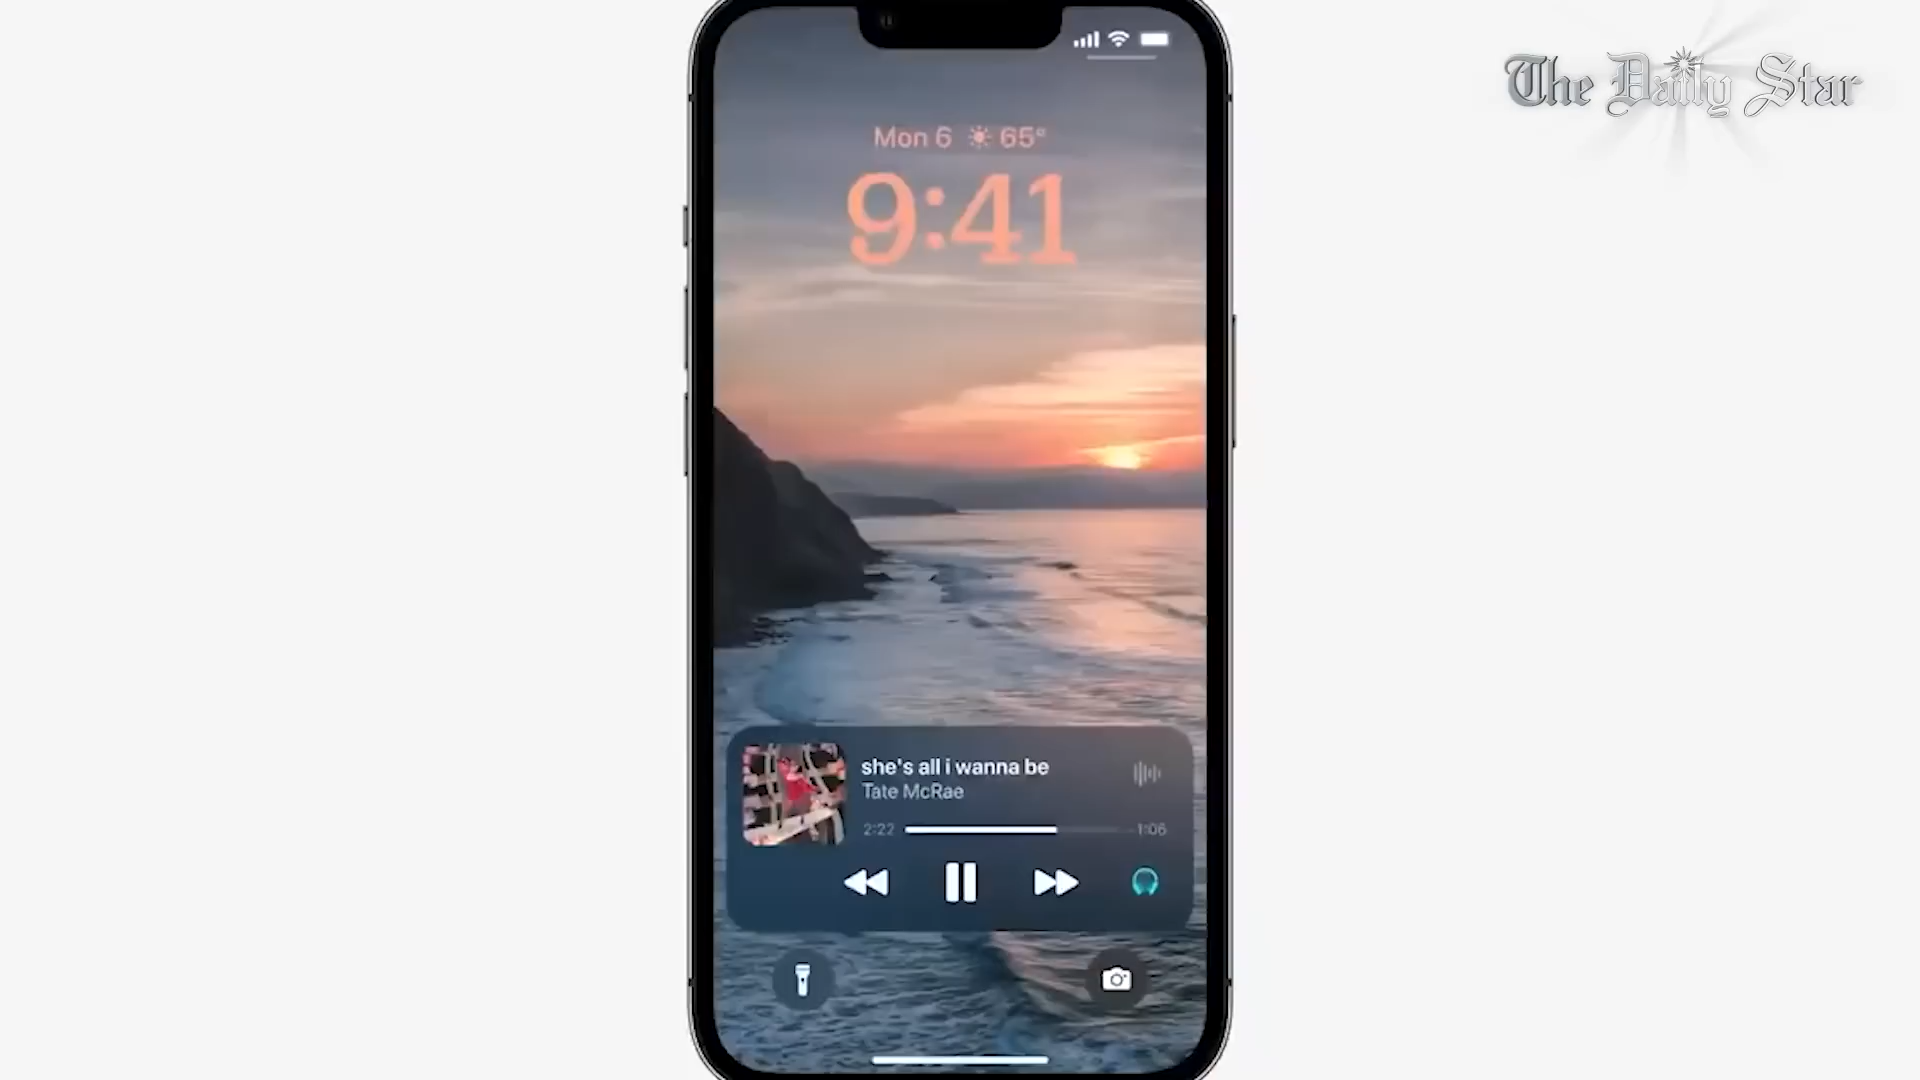 The Daily Star
Mon 6 65°
9:41
she's all i wanna be
Tate McRae
2:22 -1:06